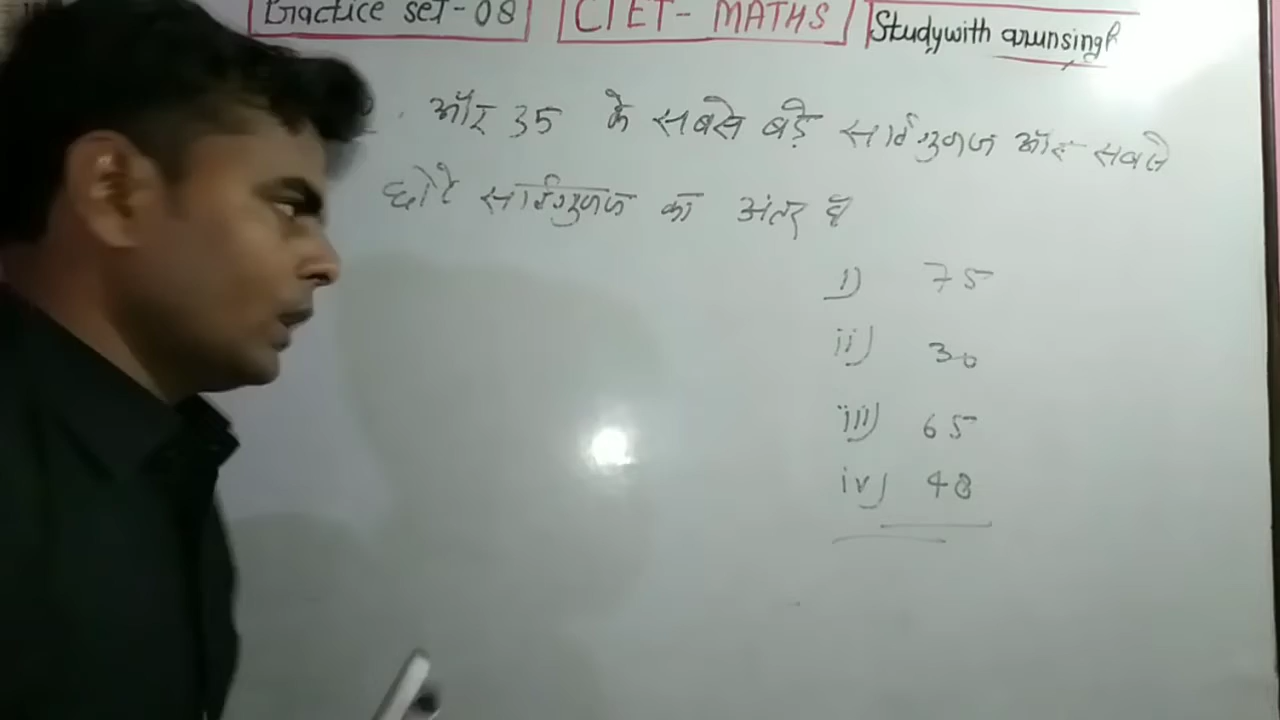 Practice set-08
CTET- MATHS
Studywith arunsingh
और 35 के सबसे बड़े सार्वगुणज और सबसे
छोटे सार्वगुणज का अंतर है
i) 75
ii) 30
iii) 65
iv) 48